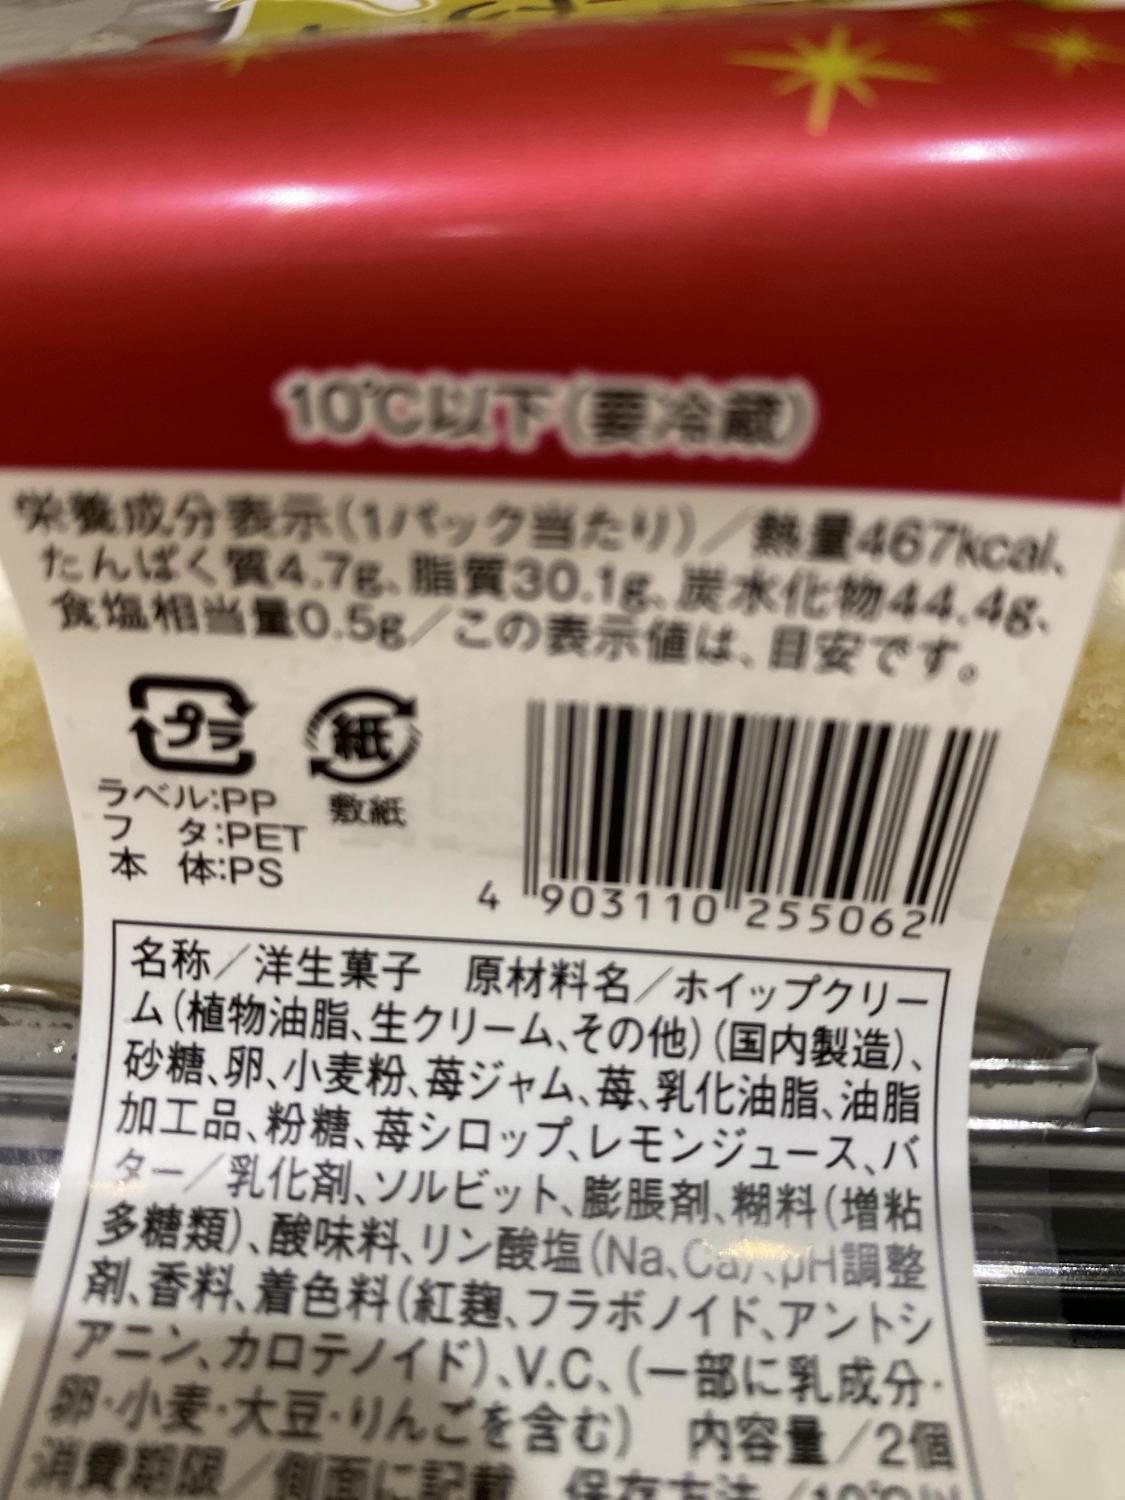 10℃以下(要冷蔵)
栄養成分表示(1パック当たり)／熱量467kcal、
たんぱく質4.7g、脂質30.1g、炭水化物44.4g、
食塩相当量0.5g／この表示値は、目安です。
プラ
紙
ラベル:PP
フ タ:PET
本 体:PS
敷紙
4 903110 255062
名称／洋生菓子 原材料名／ホイップクリー
ム(植物油脂、生クリーム、その他)(国内製造)、
砂糖、卵、小麦粉、苺ジャム、苺、乳化油脂、油脂
加工品、粉糖、苺シロップ、レモンジュース、バ
ター／乳化剤、ソルビット、膨脹剤、糊料(増粘
多糖類)、酸味料、リン酸塩(Na、Ca)、pH調整
剤、香料、着色料(紅麹、フラボノイド、アントシ
アニン、カロテノイド)、V.C、(一部に乳成分・
卵・小麦・大豆・りんごを含む) 内容量／2個
消費期限／側面に記載 保存方法／10℃以